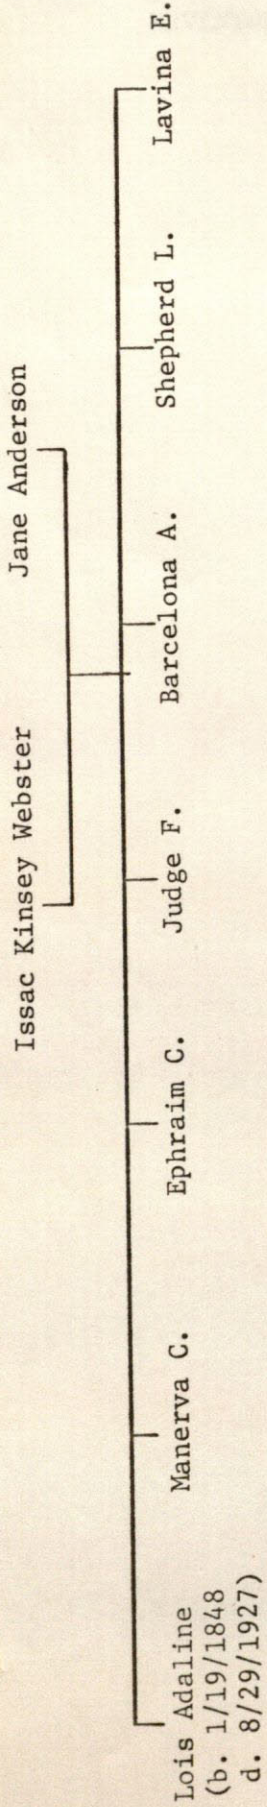 Issac Kinsey Webster Jane Anderson
Lois Adaline Manerva C. Ephraim C. Judge F. Barcelona A. Shepherd L. Lavina E.
(b. 1/19/1848
d. 8/29/1927)